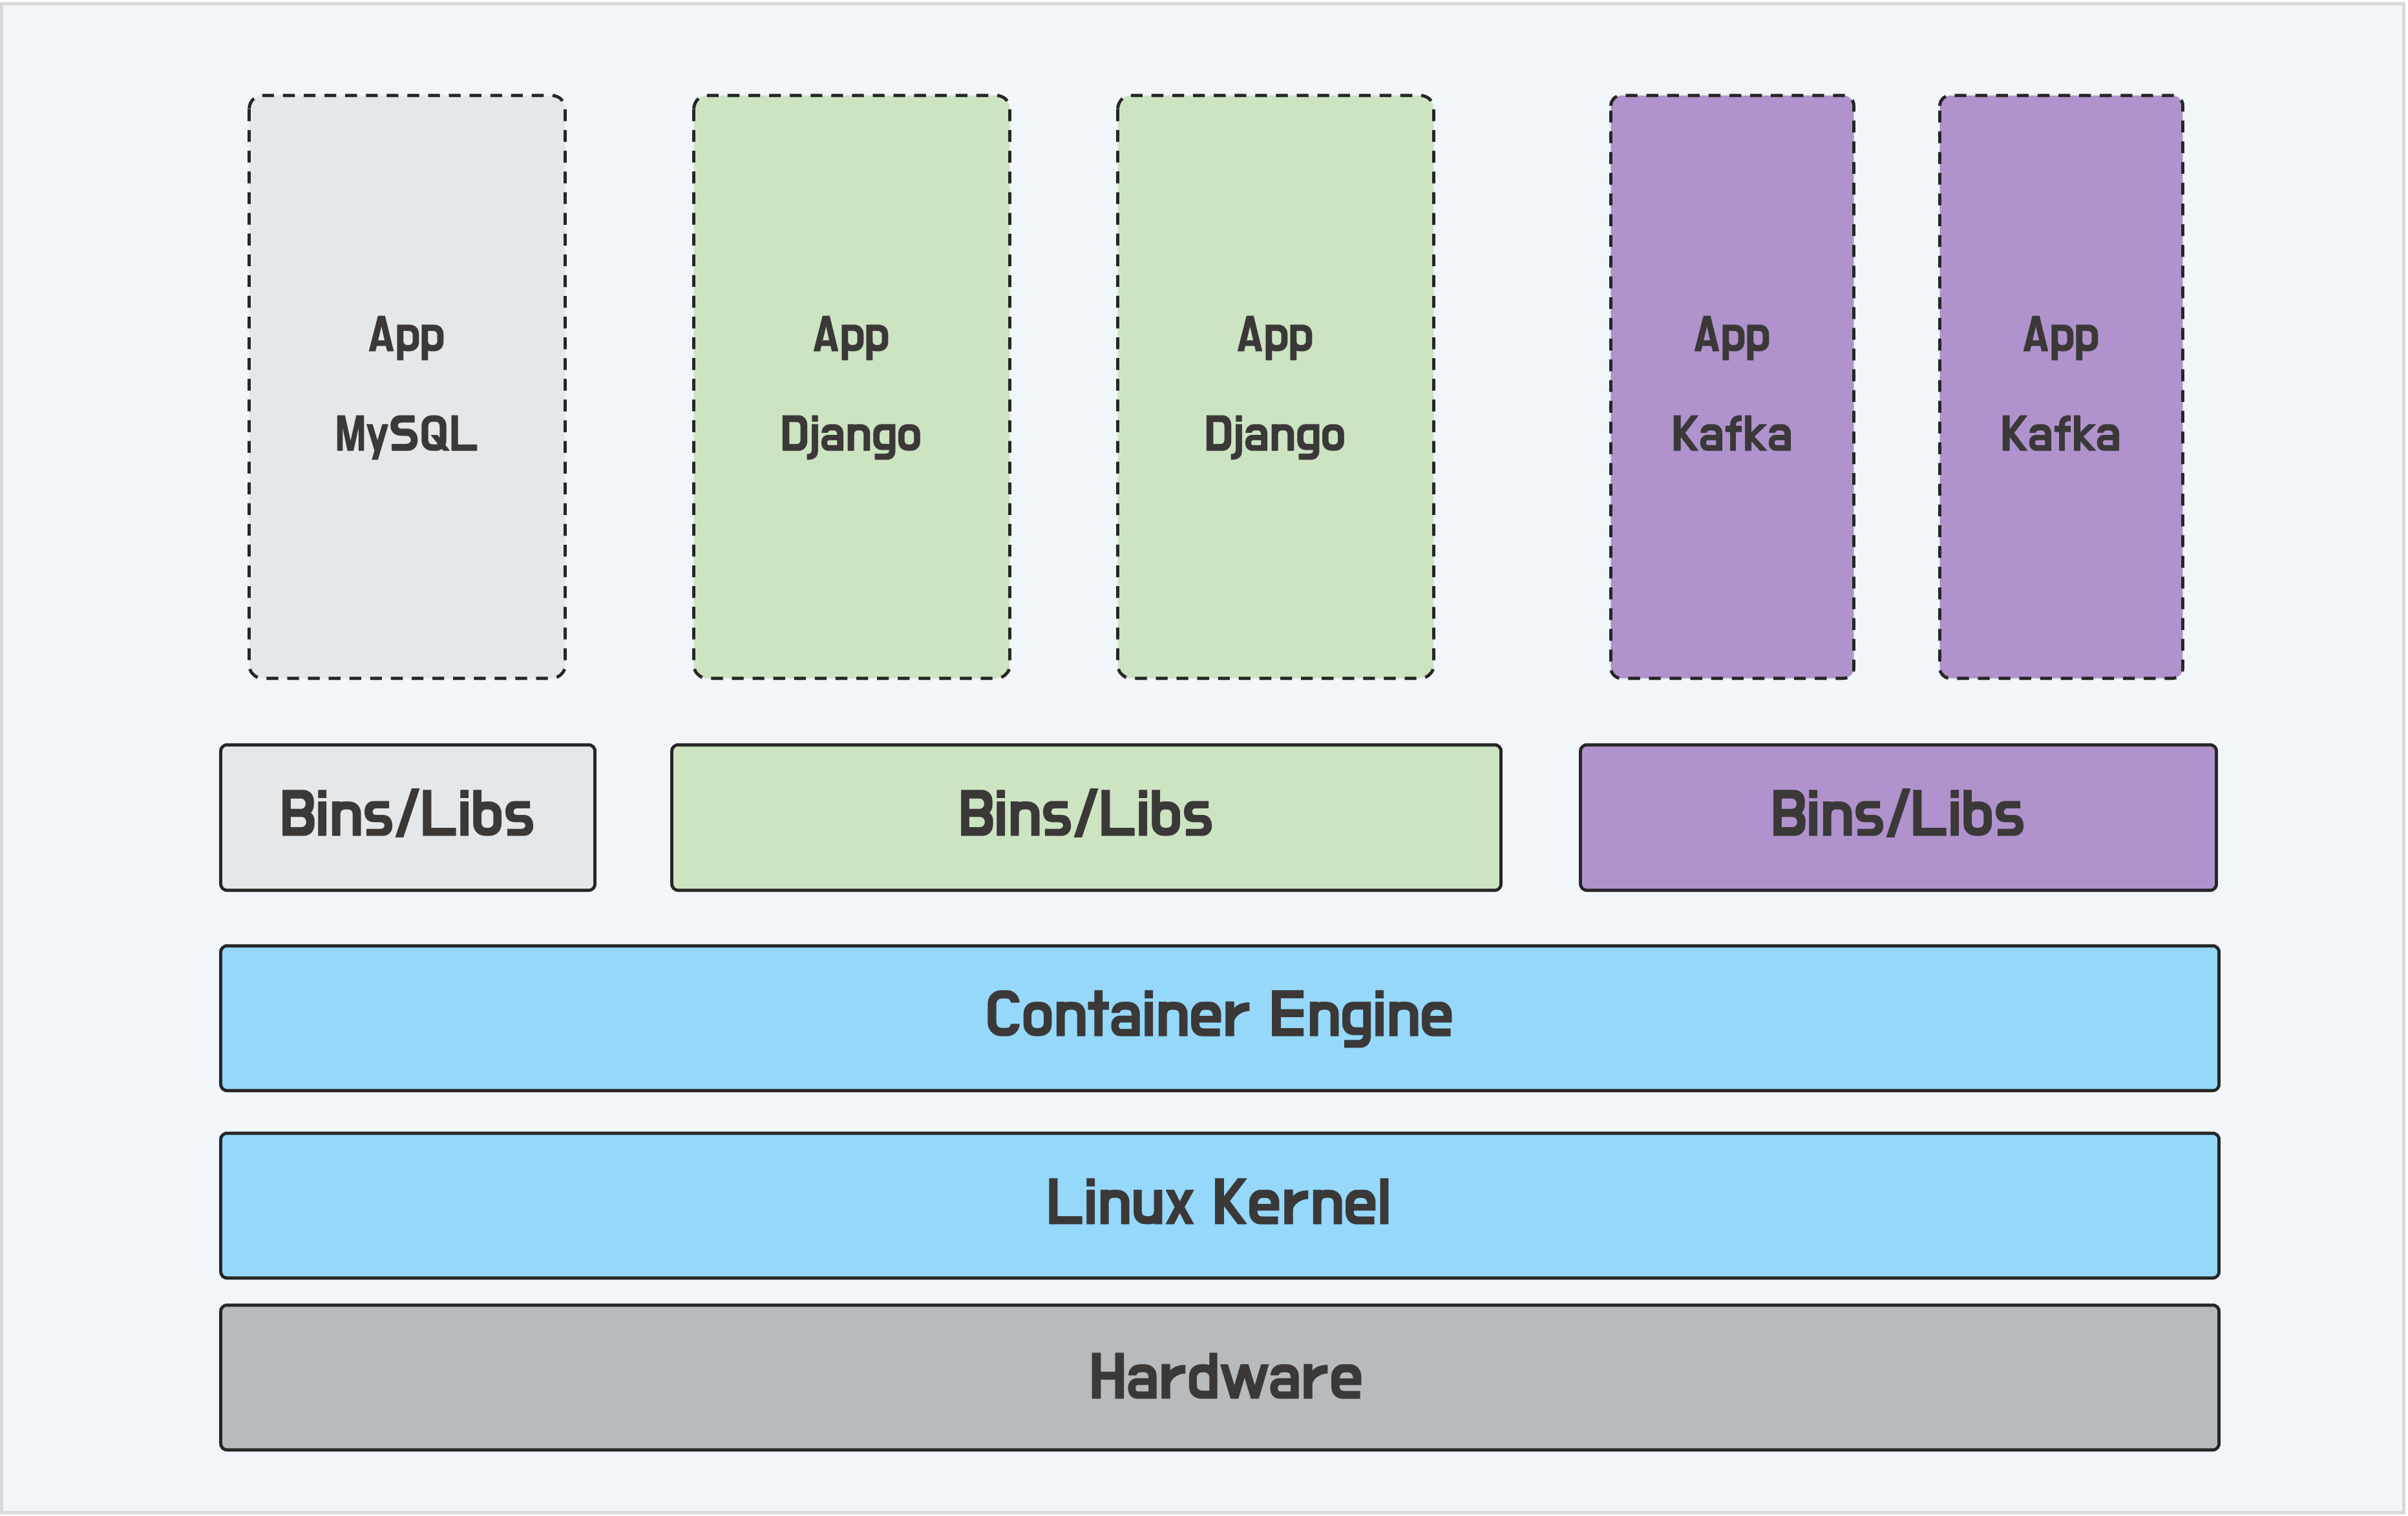 App
MySQL
App
Django
App
Django
App
Kafka
App
Kafka
Bins/Libs
Bins/Libs
Bins/Libs
Container Engine
Linux Kernel
Hardware